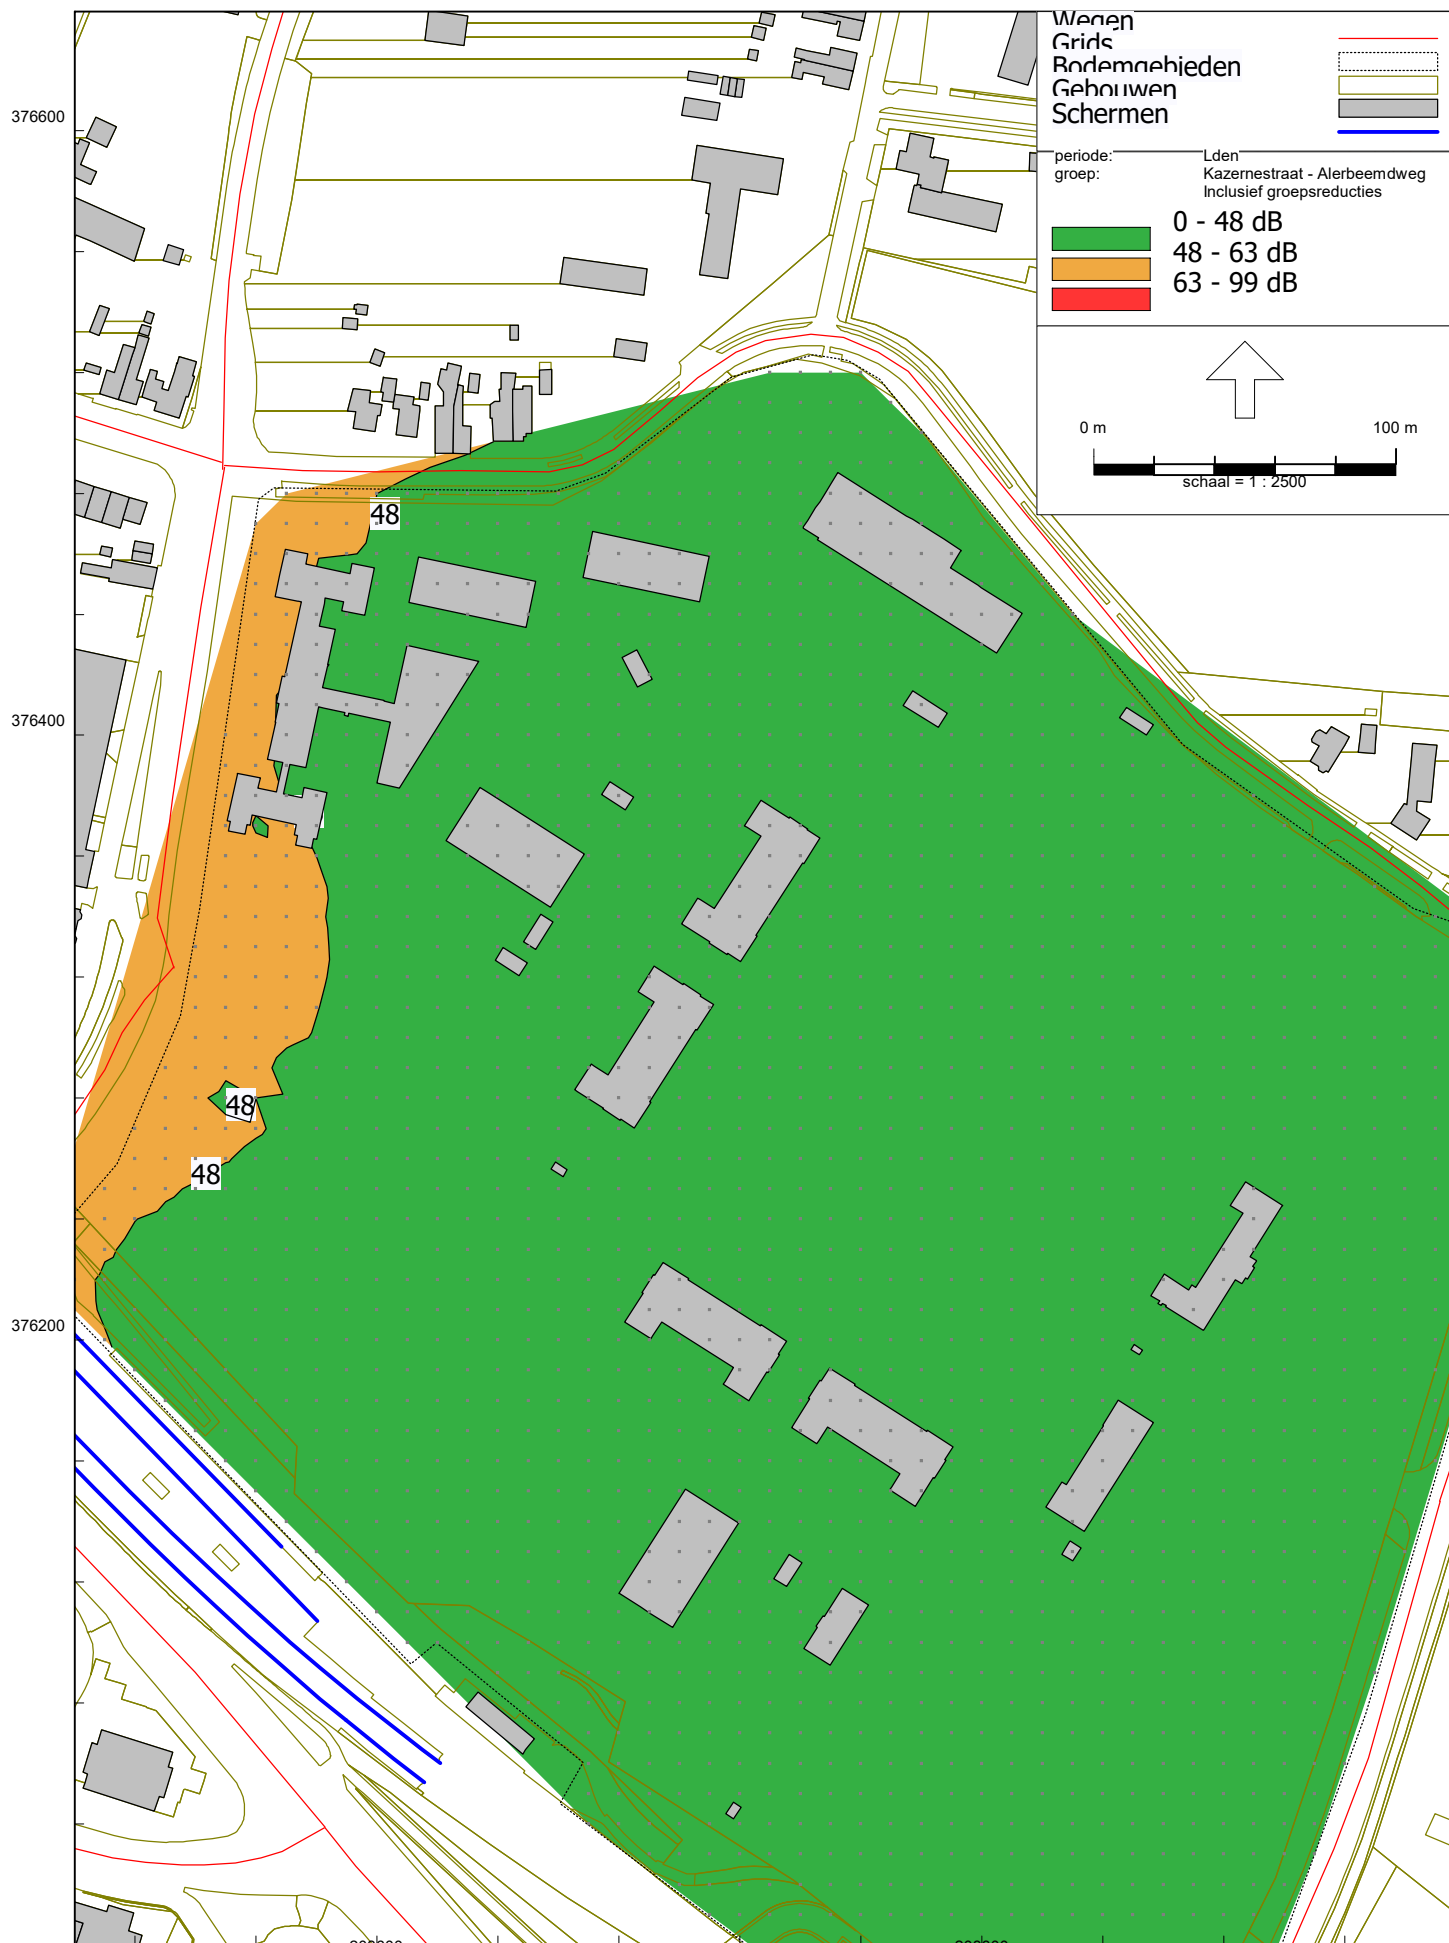 Wegen
Grids
Bodemgebieden
Gebouwen
Schermen
periode: Lden
groep: Kazernestraat - Alerbeemdweg
Inclusief groepsreducties
0 - 48 dB
48 - 63 dB
63 - 99 dB
0 m 100 m
schaal = 1 : 2500
376600
48
376400
48
48
376200